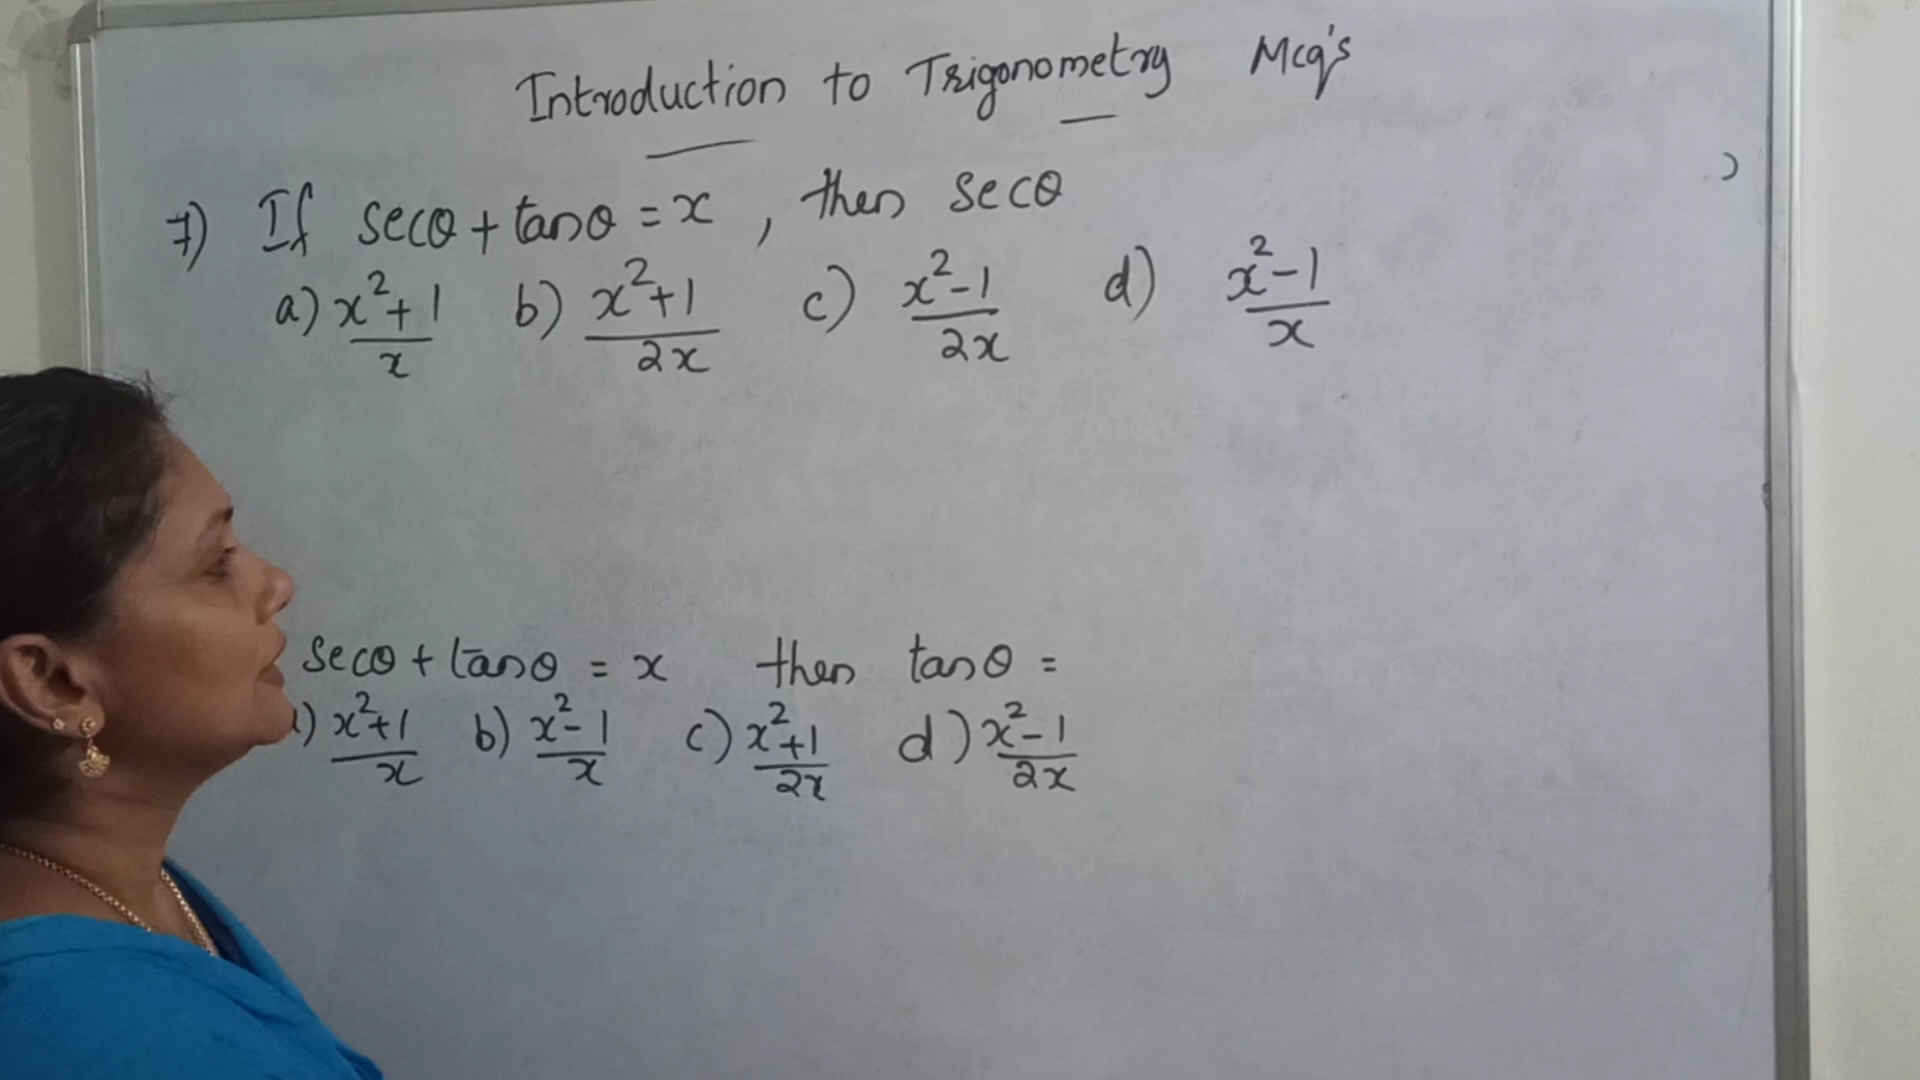 Introduction to Trigonometry Mcq's
7) If secθ + tanθ = x , then secθ
a) x²+1/x b) x²+1/2x c) x²-1/2x d) x²-1/x
secθ + tanθ = x then tanθ =
) x²+1/x b) x²-1/x c) x²+1/2x d) x²-1/2x